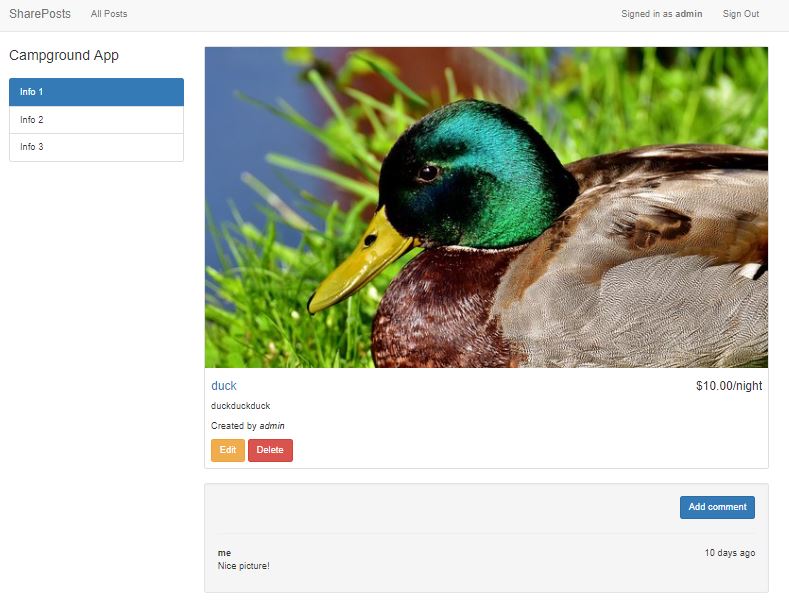 SharePosts All Posts Signed in as admin Sign Out
Campground App
Info 1
Info 2
Info 3
duck $10.00/night
duckduckduck
Created by admin
Edit Delete
Add comment
me 10 days ago
Nice picture!